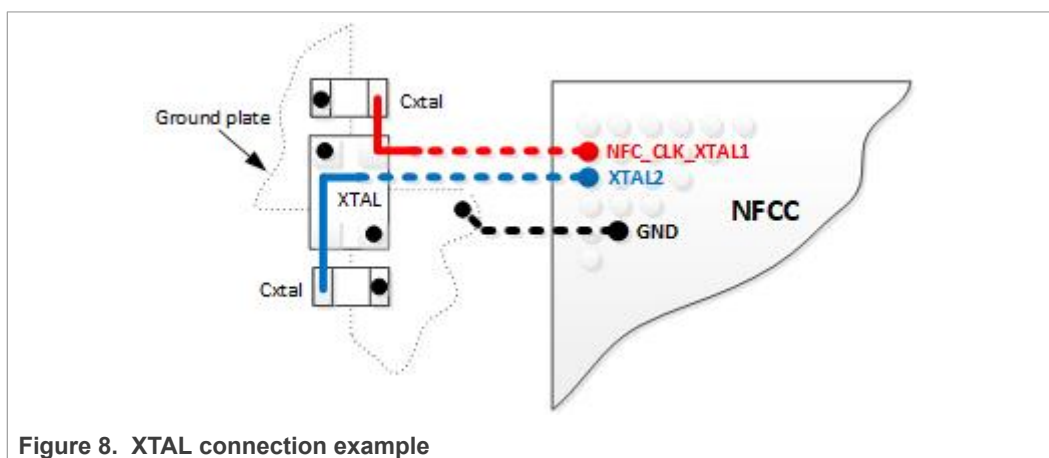 Cxtal
Ground plate
NFC_CLK_XTAL1
XTAL2
XTAL
NFCC
GND
Cxtal
Figure 8. XTAL connection example